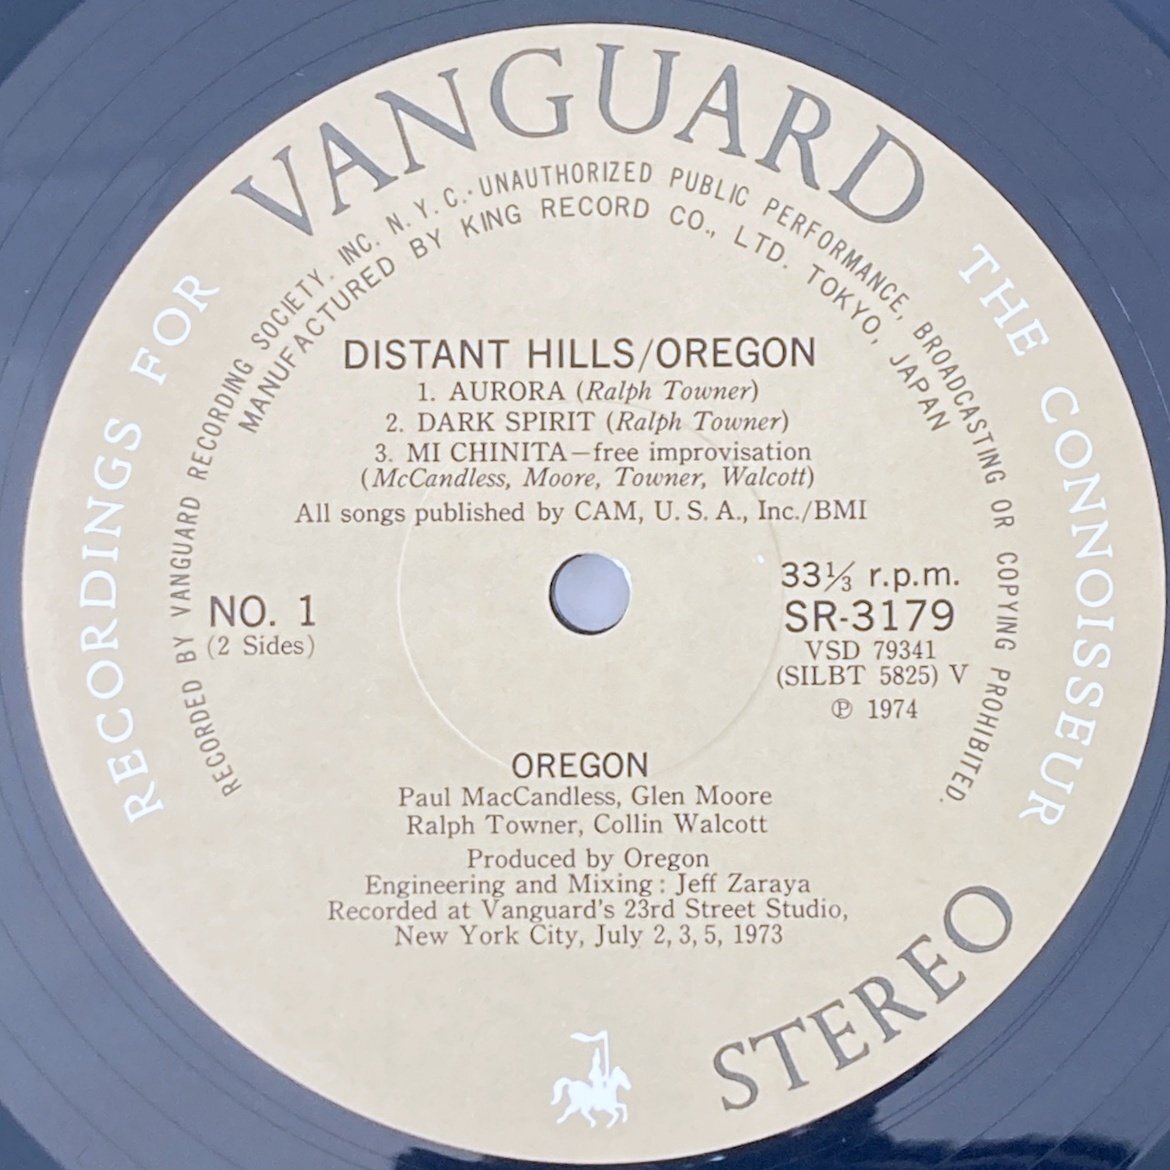 VANGUARD
RECORDINGS FOR THE CONNOISSEUR
RECORDED BY VANGUARD RECORDING SOCIETY. INC. N. Y. C.・UNAUTHORIZED PUBLIC PERFORMANCE, BROADCASTING OR COPYING PROHIBITED.
MANUFACTURED BY KING RECORD CO., LTD. TOKYO, JAPAN
DISTANT HILLS/OREGON
1. AURORA (Ralph Towner)
2. DARK SPIRIT (Ralph Towner)
3. MI CHINITA—free improvisation
(McCandless, Moore, Towner, Walcott)
All songs published by CAM, U. S. A., Inc./BMI
NO. 1
(2 Sides)
33⅓ r.p.m.
SR-3179
VSD 79341
(SILBT 5825) V
℗ 1974
OREGON
Paul MacCandless, Glen Moore
Ralph Towner, Collin Walcott
Produced by Oregon
Engineering and Mixing : Jeff Zaraya
Recorded at Vanguard's 23rd Street Studio,
New York City, July 2, 3, 5, 1973
STEREO